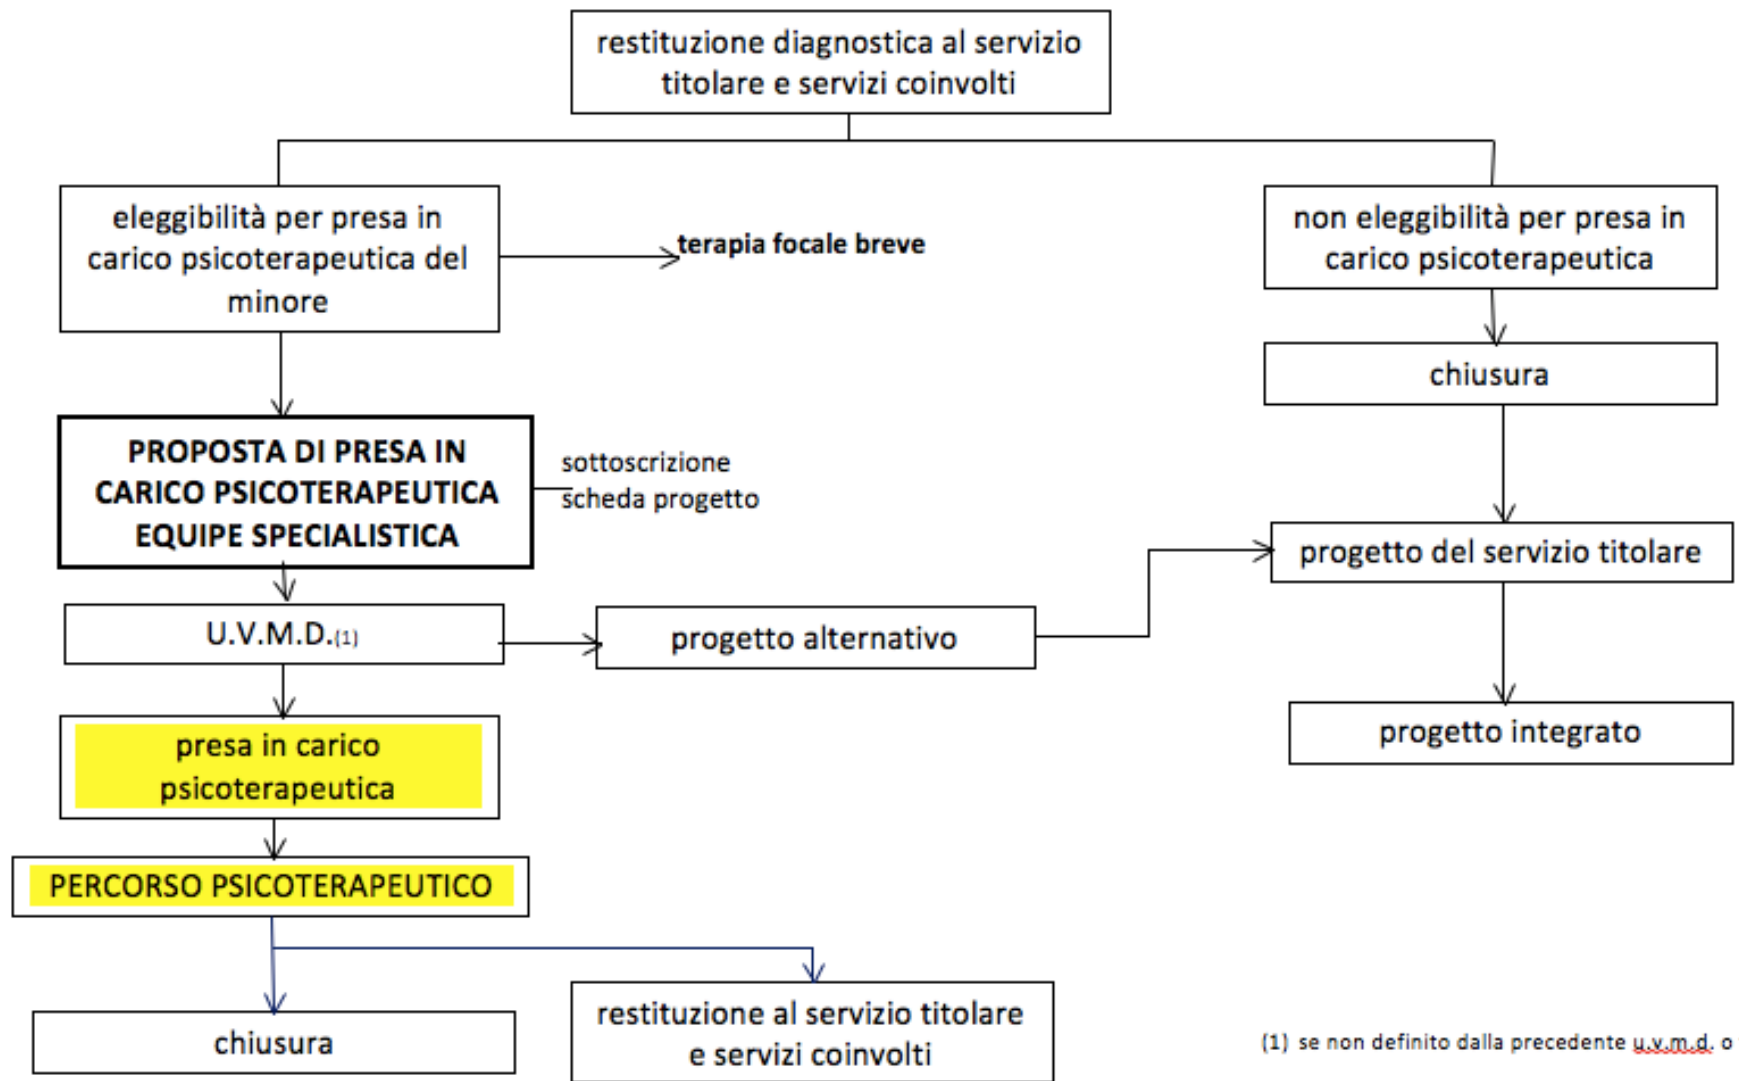 restituzione diagnostica al servizio
titolare e servizi coinvolti
eleggibilità per presa in
carico psicoterapeutica del
minore
terapia focale breve
non eleggibilità per presa in
carico psicoterapeutica
chiusura
PROPOSTA DI PRESA IN
CARICO PSICOTERAPEUTICA
EQUIPE SPECIALISTICA
sottoscrizione
scheda progetto
progetto del servizio titolare
U.V.M.D.(1)
progetto alternativo
progetto integrato
presa in carico
psicoterapeutica
PERCORSO PSICOTERAPEUTICO
chiusura
restituzione al servizio titolare
e servizi coinvolti
(1) se non definito dalla precedente u.v.m.d. o